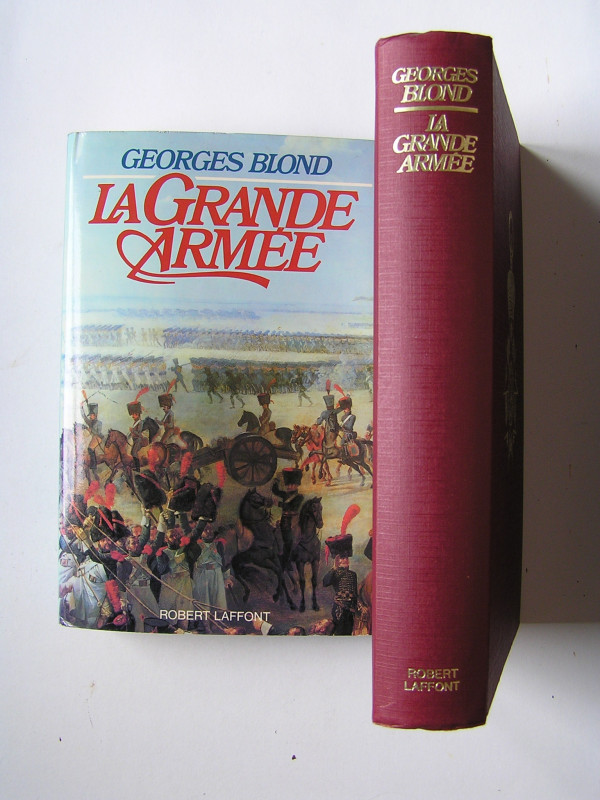 GEORGES BLOND
LA GRANDE
ARMÉE
ROBERT LAFFONT
GEORGES
BLOND
LA
GRANDE
ARMÉE
ROBERT
LAFFONT